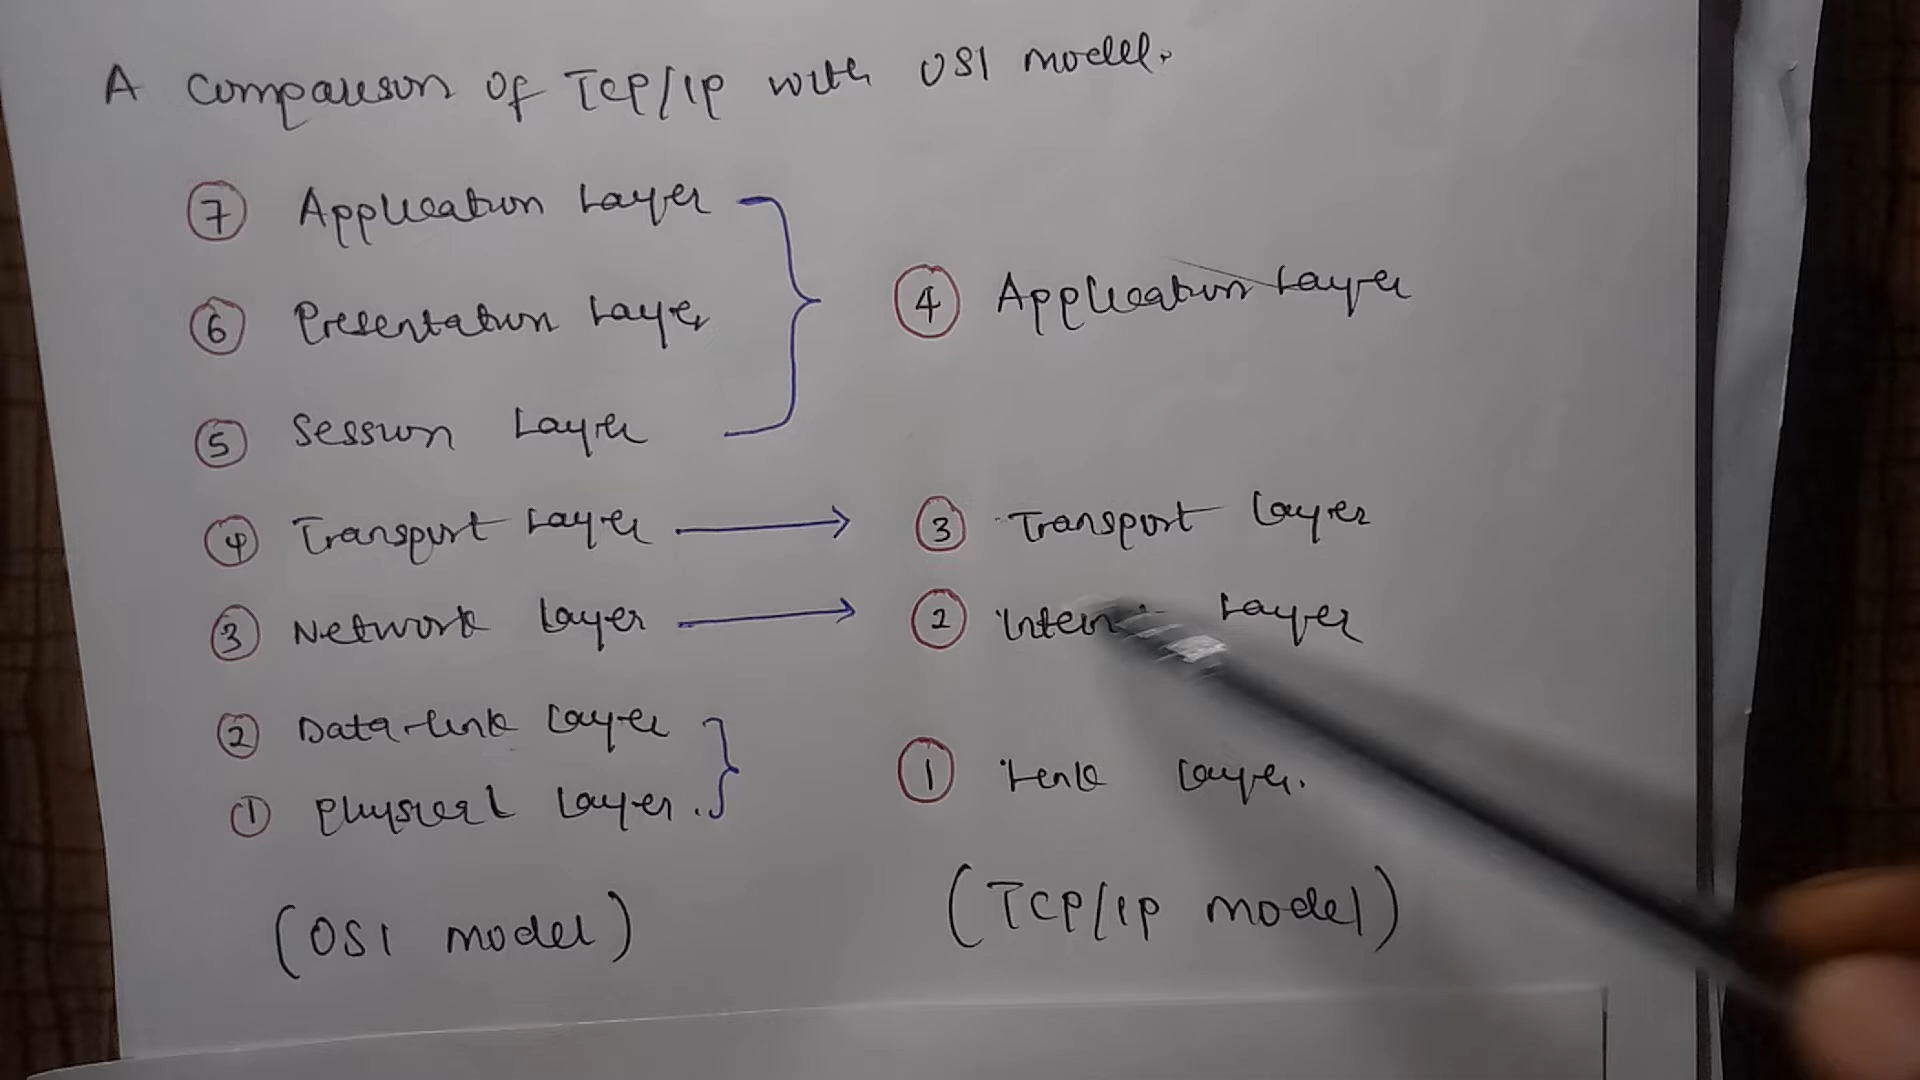 A Comparison of TCP/IP with OSI model.
7 Application Layer
6 Presentation Layer
5 Session Layer
4 Transport Layer
3 Network Layer
2 Data-link Layer
1 Physical Layer.
(OSI model)
4 Application Layer
3 Transport Layer
2 Layer
1 Link Layer.
(TCP/IP model)